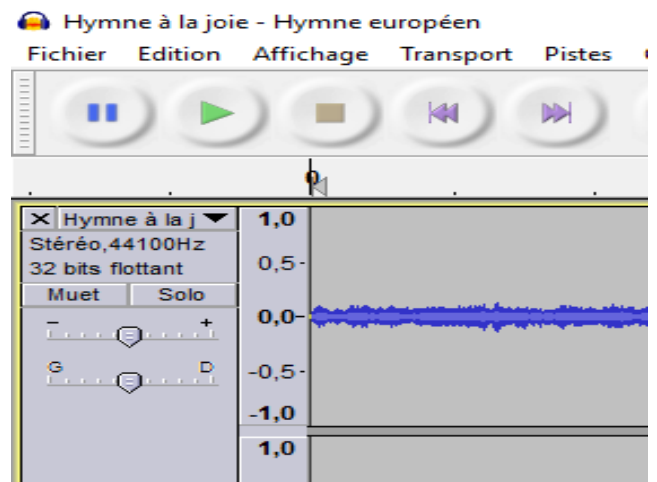 Hymne à la joie - Hymne européen
Fichier Edition Affichage Transport Pistes
0
Hymne à la j
Stéréo,44100Hz
32 bits flottant
Muet Solo
- +
G D
1,0
0,5
0,0
-0,5
-1,0
1,0